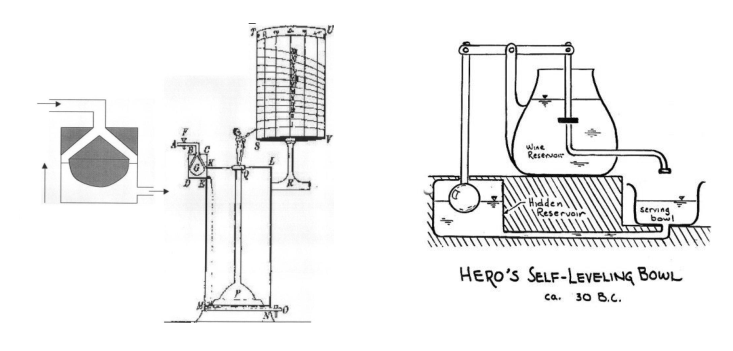 T U
S V
F
A B C
G K L
D E Q
R
P
M N O
Wine
Reservoir
Hidden
Reservoir
serving
bowl
HERO'S SELF-LEVELING BOWL
ca. 30 B.C.